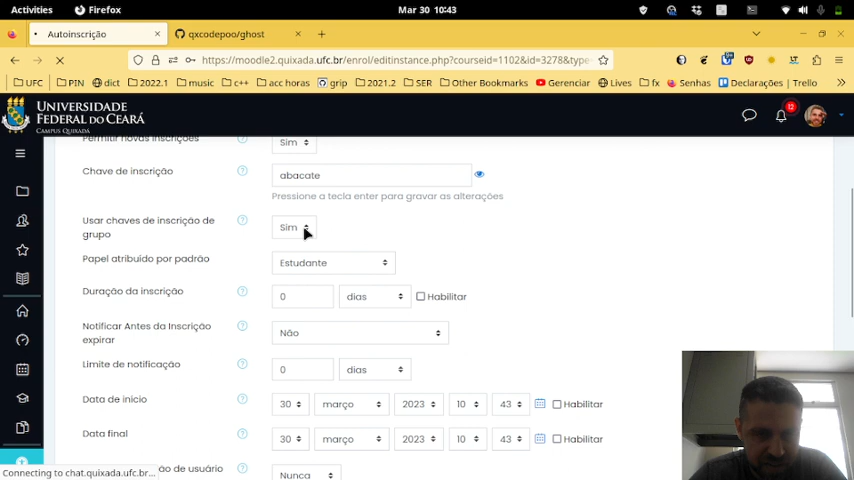 Activities Firefox Mar 30 10:43
Autoinscrição qxcodepoo/ghost
https://moodle2.quixada.ufc.br/enrol/editinstance.php?courseid=1102&id=3278&type=
UFC PIN dict 2022.1 music c++ acc horas grip 2021.2 SER Other Bookmarks Gerenciar Lives fx Senhas Declarações | Trello
UNIVERSIDADE
FEDERAL DO CEARÁ
CAMPUS QUIXADÁ
12
Permitir novas inscrições Sim
Chave de inscrição abacate
Pressione a tecla enter para gravar as alterações
Usar chaves de inscrição de
grupo Sim
Papel atribuído por padrão Estudante
Duração da inscrição 0 dias Habilitar
Notificar Antes da Inscrição
expirar Não
Limite de notificação 0 dias
Data de início 30 março 2023 10 43 Habilitar
Data final 30 março 2023 10 43 Habilitar
ão de usuário Nunca
Connecting to chat.quixada.ufc.br...